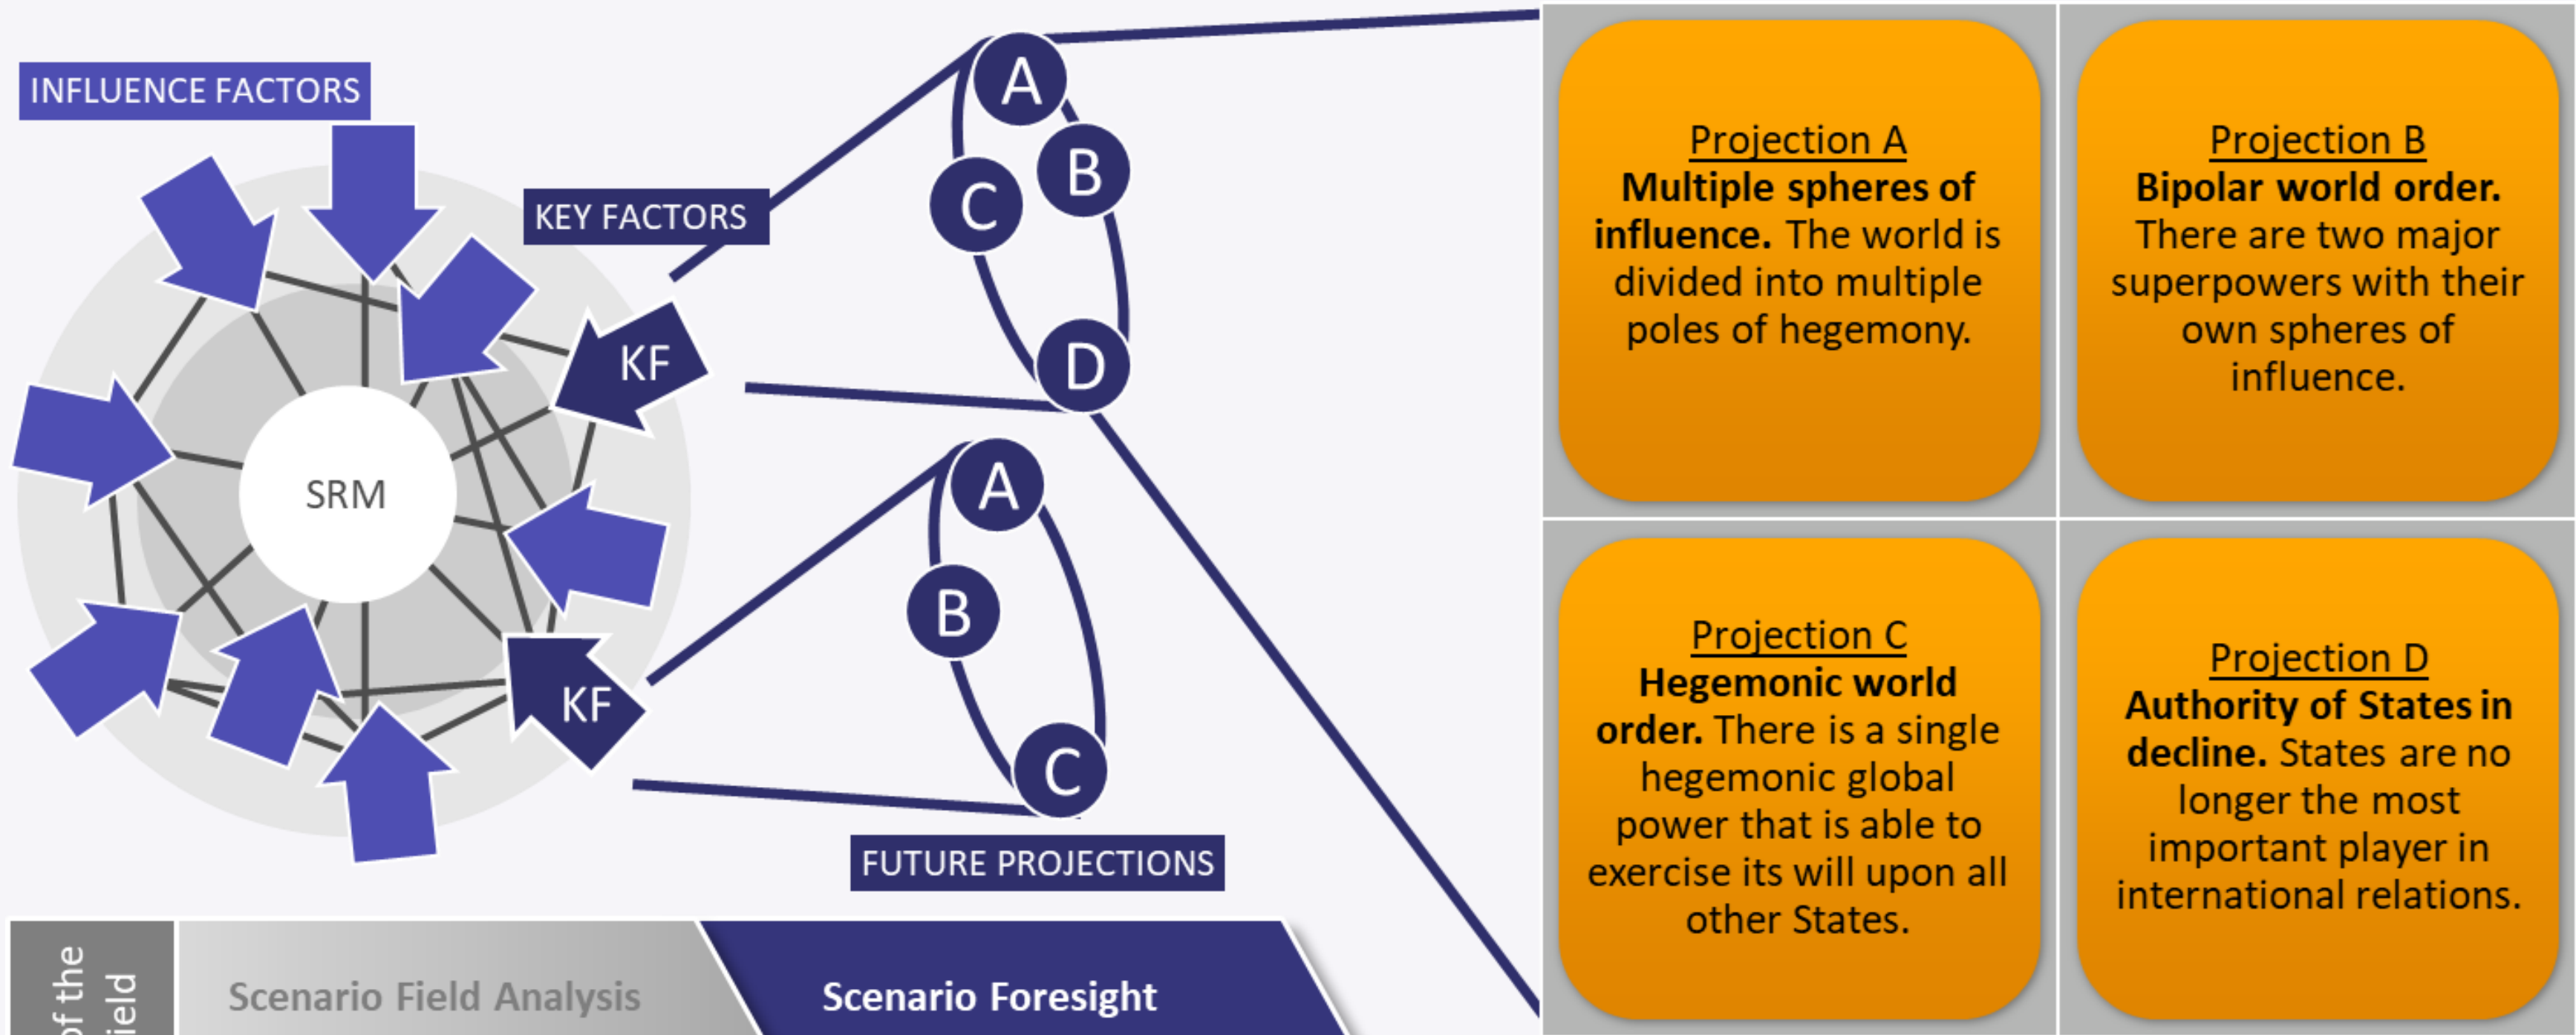 INFLUENCE FACTORS
KEY FACTORS
KF
SRM
KF
A
B
C
D
A
B
C
FUTURE PROJECTIONS
Projection A
Multiple spheres of
influence. The world is
divided into multiple
poles of hegemony.
Projection B
Bipolar world order.
There are two major
superpowers with their
own spheres of
influence.
Projection C
Hegemonic world
order. There is a single
hegemonic global
power that is able to
exercise its will upon all
other States.
Projection D
Authority of States in
decline. States are no
longer the most
important player in
international relations.
of the
ield
Scenario Field Analysis
Scenario Foresight